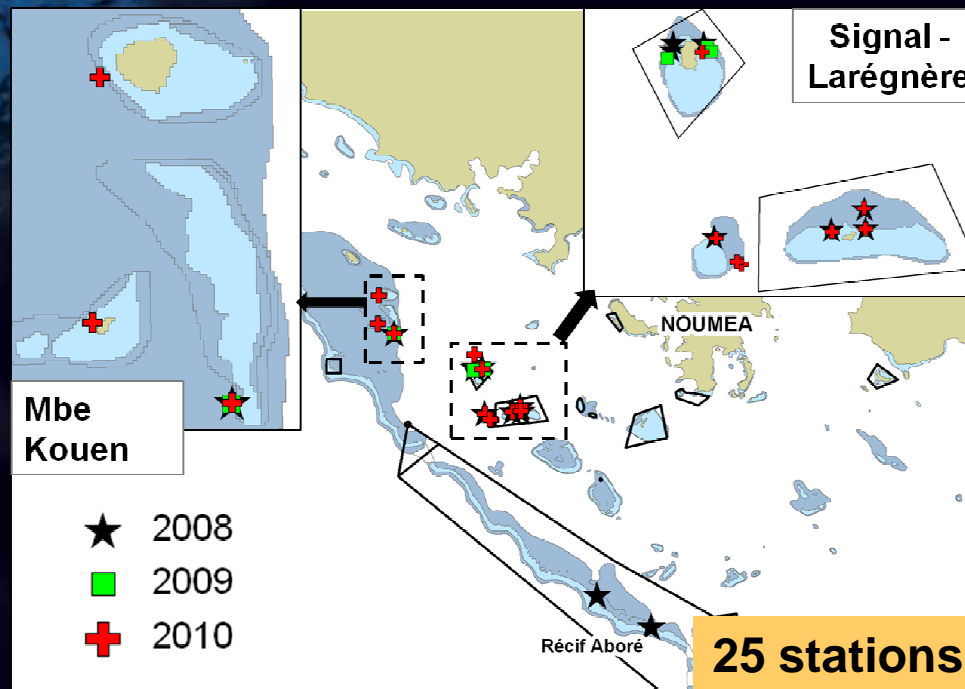 Signal -
Larégnère
NOUMEA
Mbe
Kouen
2008
2009
2010
Récif Aboré
25 stations